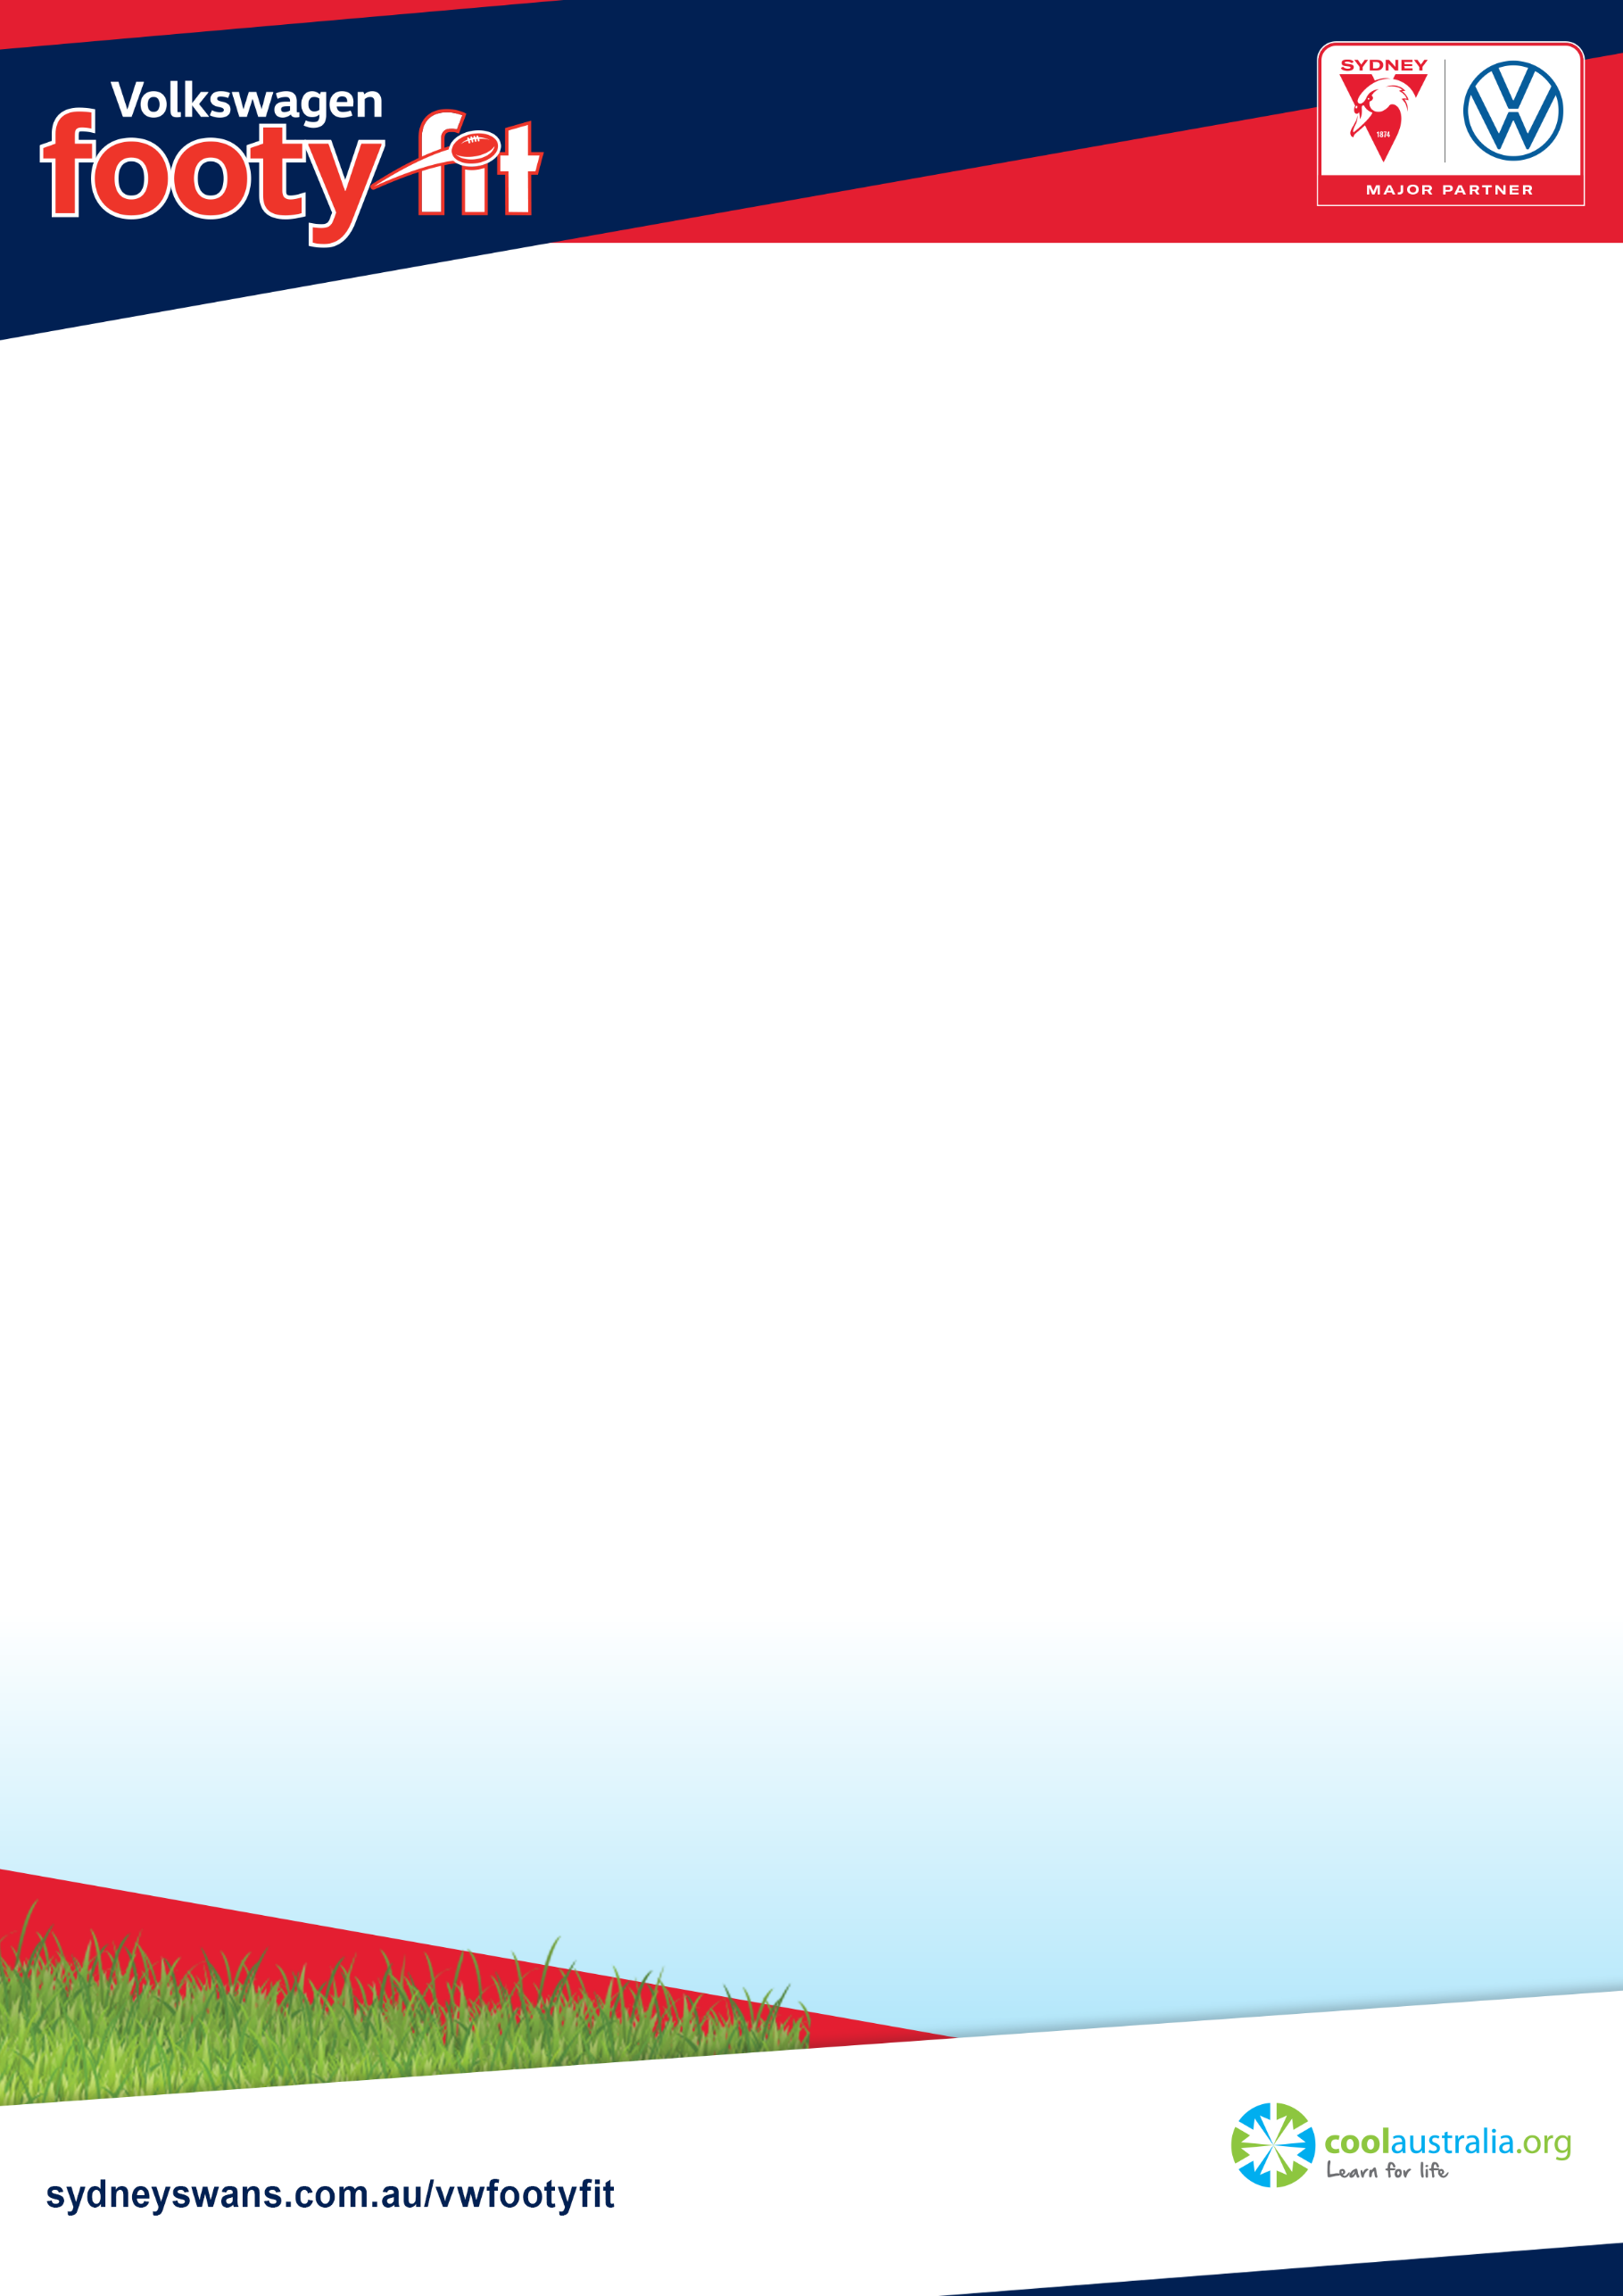 Volkswagen
footy fit
SYDNEY
1874
MAJOR PARTNER
coolaustralia.org
Learn for life
sydneyswans.com.au/vwfootyfit